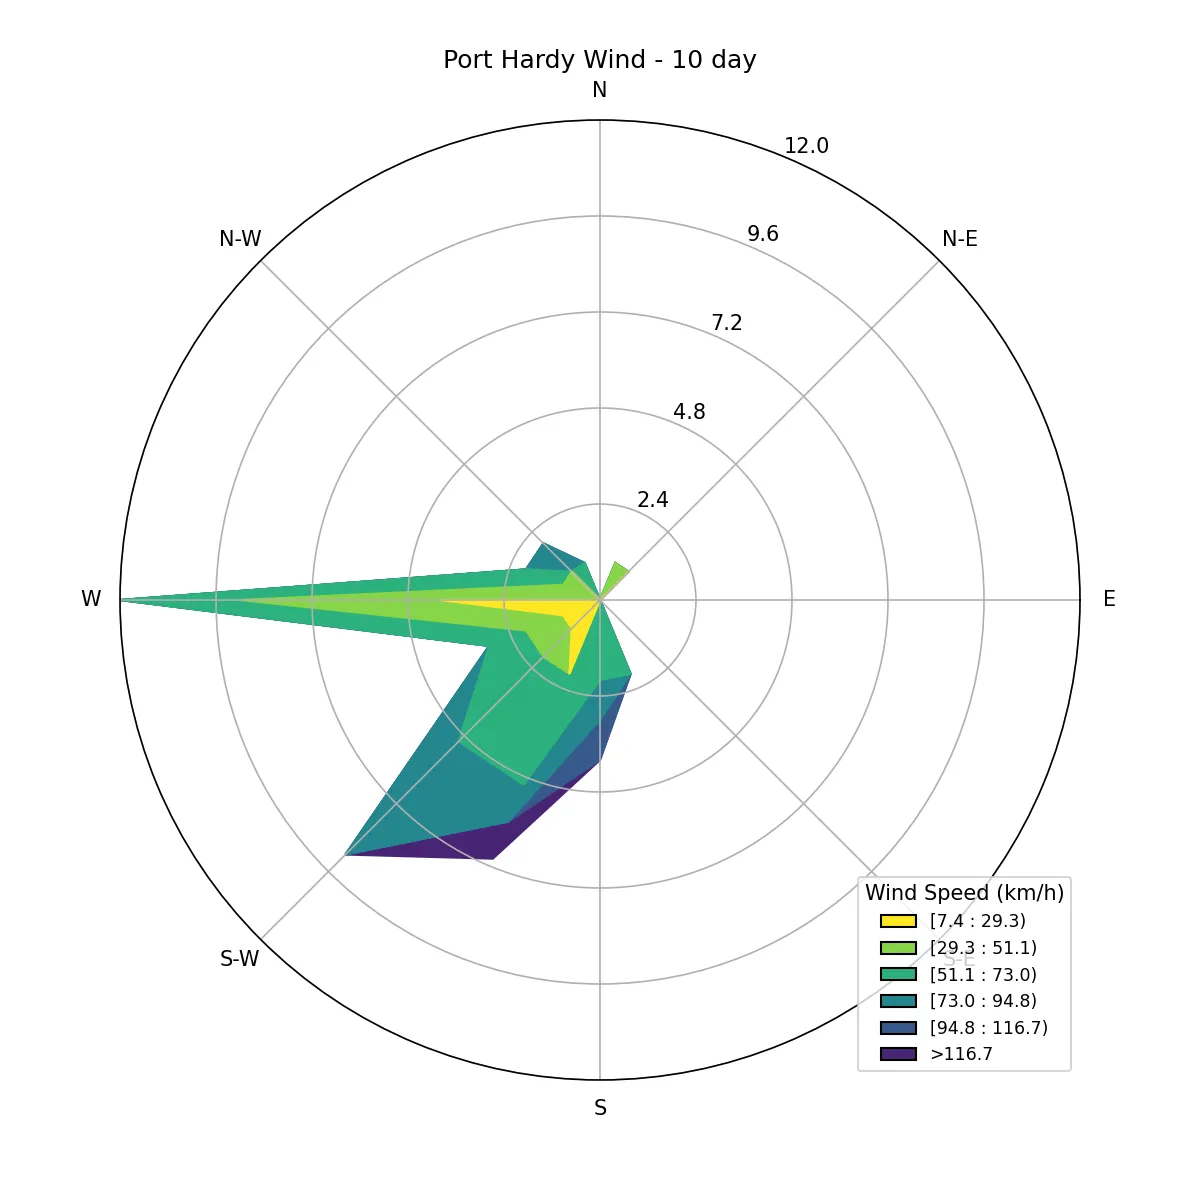 Port Hardy Wind - 10 day
N
12.0
N-W
9.6
N-E
7.2
4.8
2.4
W
E
S-W
S-E
S
Wind Speed (km/h)
[7.4 : 29.3)
[29.3 : 51.1)
[51.1 : 73.0)
[73.0 : 94.8)
[94.8 : 116.7)
>116.7